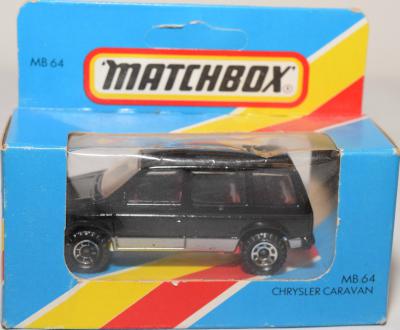 MB 64
MATCHBOX®
MB 64
CHRYSLER CARAVAN